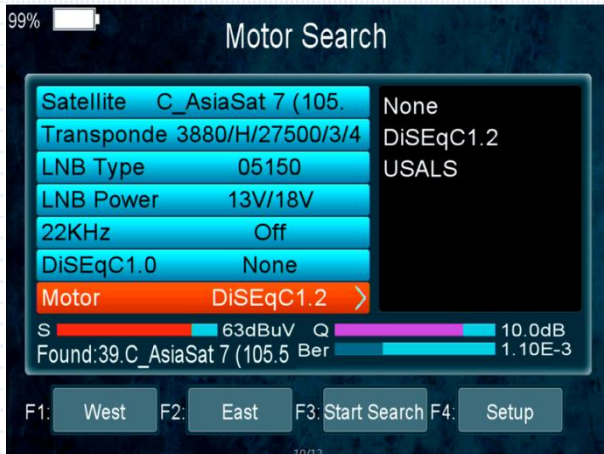 99%
Motor Search
Satellite C_AsiaSat 7 (105.
Transponde 3880/H/27500/3/4
LNB Type 05150
LNB Power 13V/18V
22KHz Off
DiSEqC1.0 None
Motor DiSEqC1.2
None
DiSEqC1.2
USALS
S 63dBuV Q 10.0dB
Found:39.C_AsiaSat 7 (105.5 Ber 1.10E-3
F1: West F2: East F3: Start Search F4: Setup
10/13